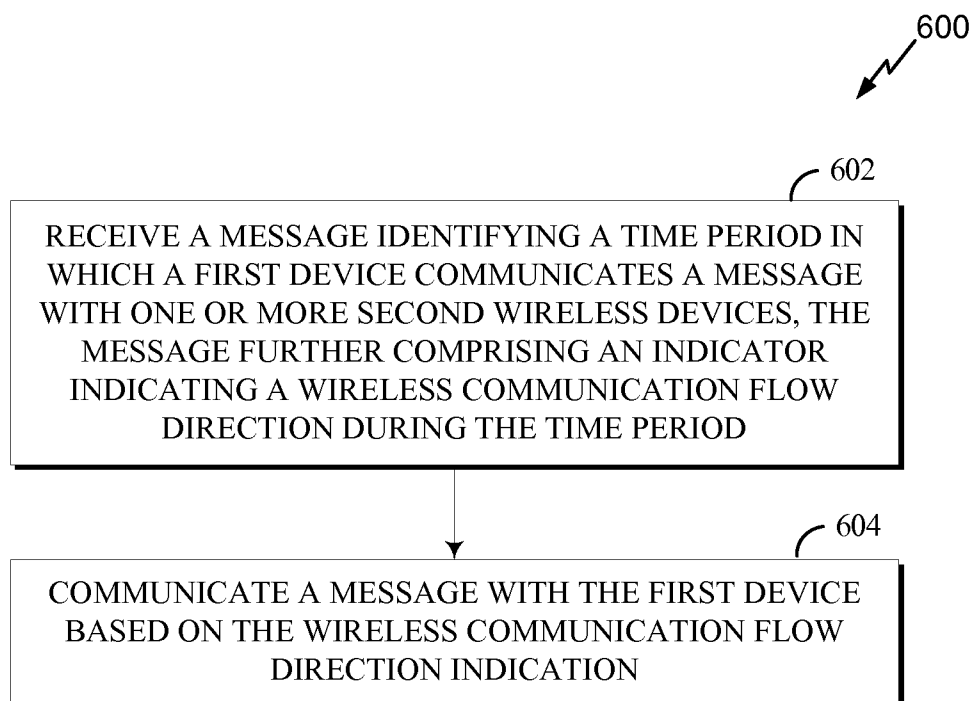 600
602
RECEIVE A MESSAGE IDENTIFYING A TIME PERIOD IN
WHICH A FIRST DEVICE COMMUNICATES A MESSAGE
WITH ONE OR MORE SECOND WIRELESS DEVICES, THE
MESSAGE FURTHER COMPRISING AN INDICATOR
INDICATING A WIRELESS COMMUNICATION FLOW
DIRECTION DURING THE TIME PERIOD
604
COMMUNICATE A MESSAGE WITH THE FIRST DEVICE
BASED ON THE WIRELESS COMMUNICATION FLOW
DIRECTION INDICATION